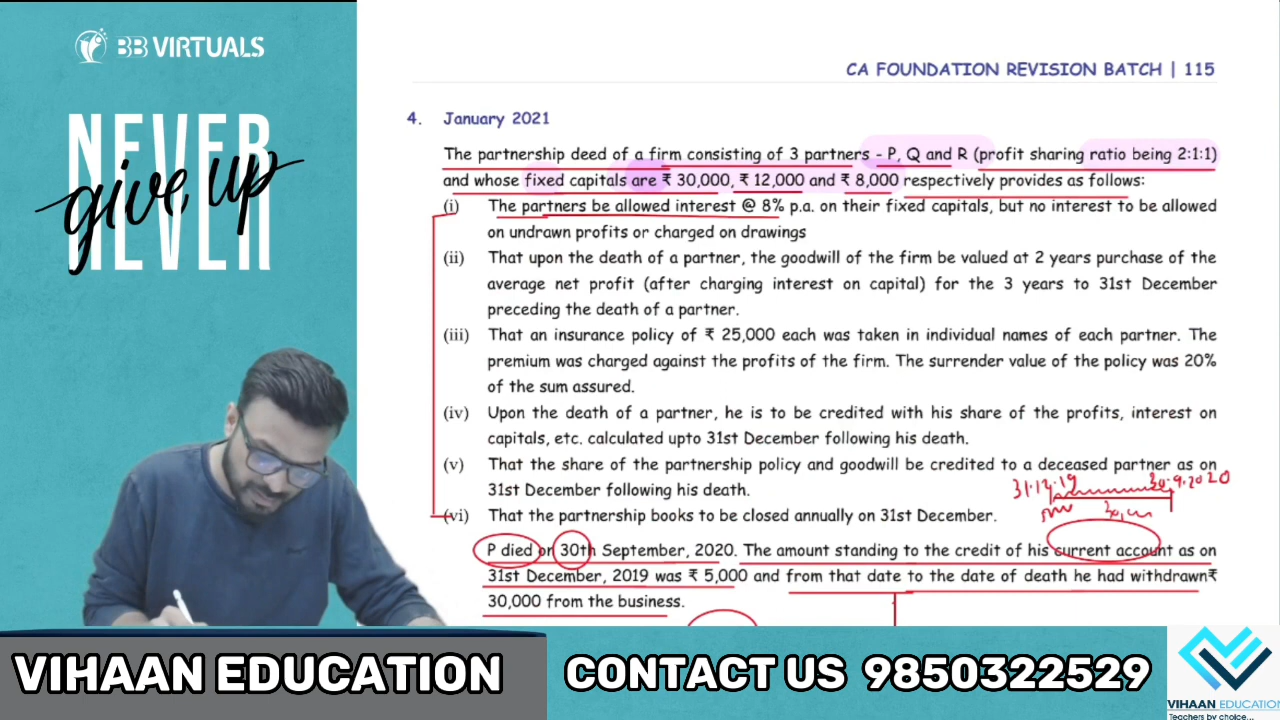 BB VIRTUALS
NEVER
give up
NEVER
CA FOUNDATION REVISION BATCH | 115
4. January 2021
The partnership deed of a firm consisting of 3 partners - P, Q and R (profit sharing ratio being 2:1:1)
and whose fixed capitals are ₹ 30,000, ₹ 12,000 and ₹ 8,000 respectively provides as follows:
(i) The partners be allowed interest @ 8% p.a. on their fixed capitals, but no interest to be allowed
on undrawn profits or charged on drawings
(ii) That upon the death of a partner, the goodwill of the firm be valued at 2 years purchase of the
average net profit (after charging interest on capital) for the 3 years to 31st December
preceding the death of a partner.
(iii) That an insurance policy of ₹ 25,000 each was taken in individual names of each partner. The
premium was charged against the profits of the firm. The surrender value of the policy was 20%
of the sum assured.
(iv) Upon the death of a partner, he is to be credited with his share of the profits, interest on
capitals, etc. calculated upto 31st December following his death.
(v) That the share of the partnership policy and goodwill be credited to a deceased partner as on
31st December following his death.
31.12.19 30.9.2020
(vi) That the partnership books to be closed annually on 31st December.
P died on 30th September, 2020. The amount standing to the credit of his current account as on
31st December, 2019 was ₹ 5,000 and from that date to the date of death he had withdrawn₹
30,000 from the business.
VIHAAN EDUCATION
CONTACT US 9850322529
VIHAAN EDUCATION
Teachers by choice...